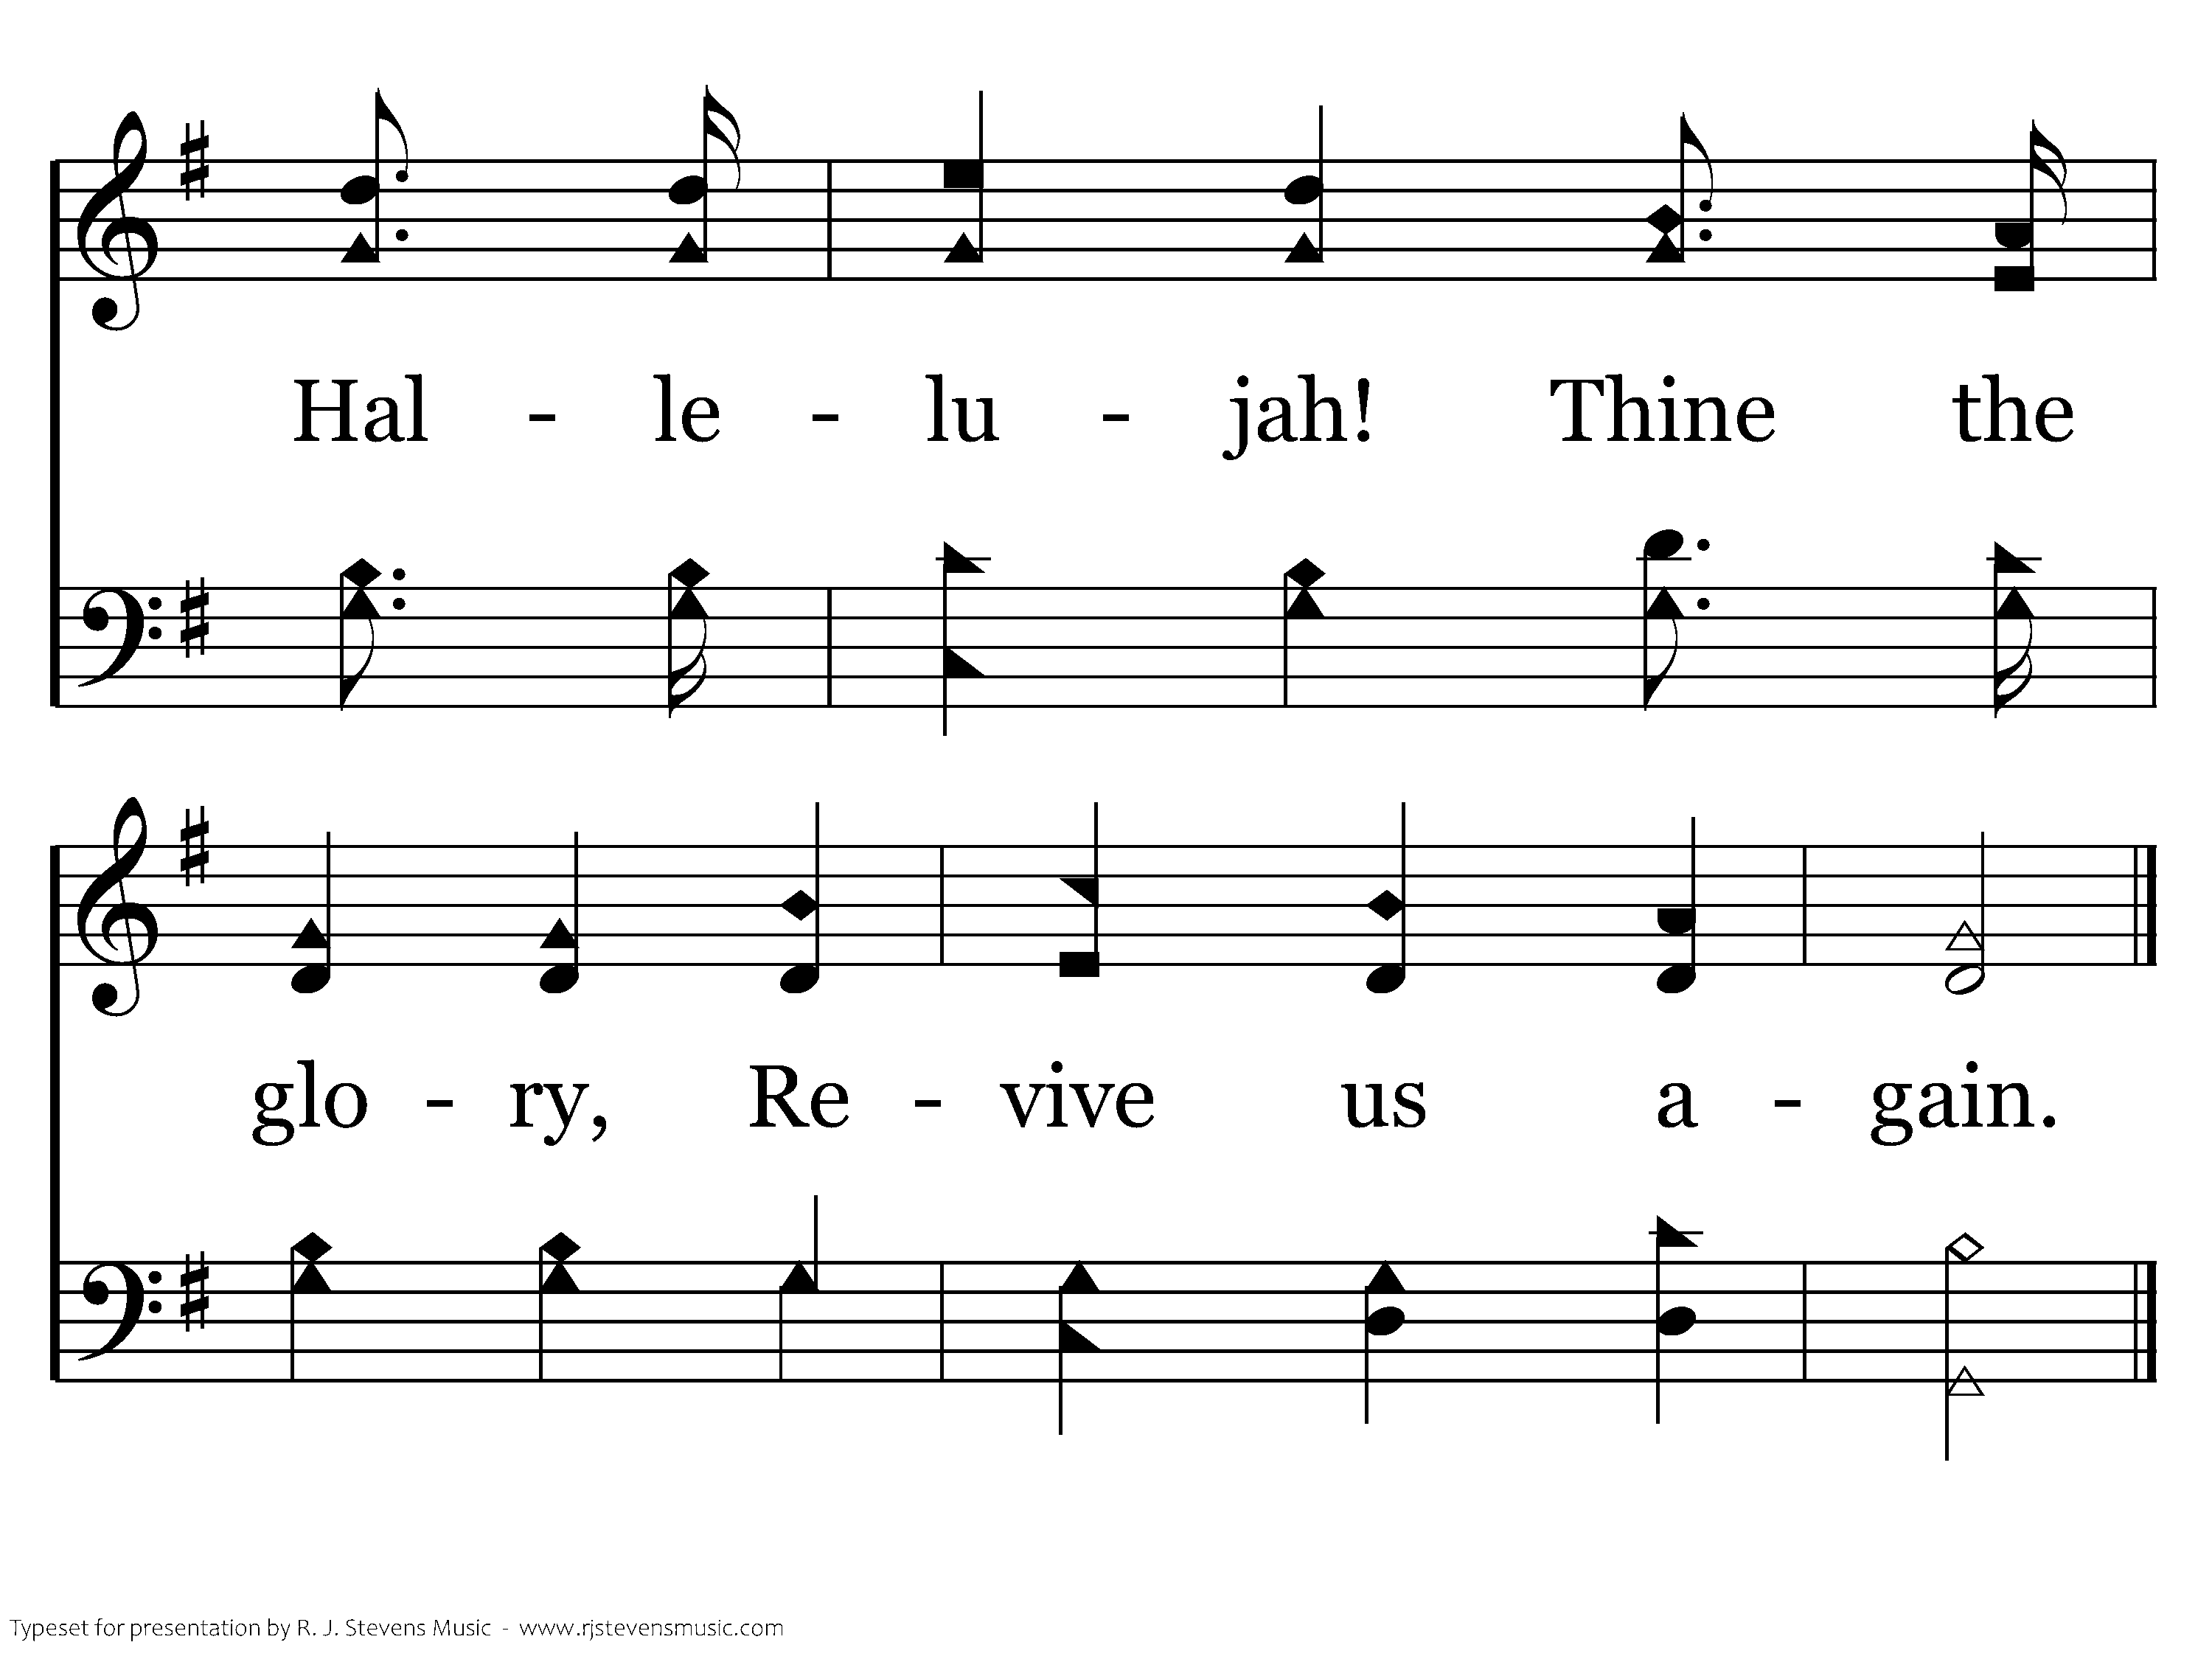 Hal - le - lu - jah! Thine the
glo - ry, Re - vive us a - gain.
Typeset for presentation by R. J. Stevens Music - www.rjstevensmusic.com